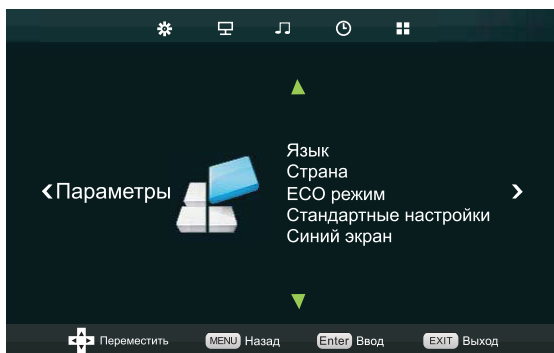 Параметры
Язык
Страна
ECO режим
Стандартные настройки
Синий экран
Переместить MENU Назад Enter Ввод EXIT Выход